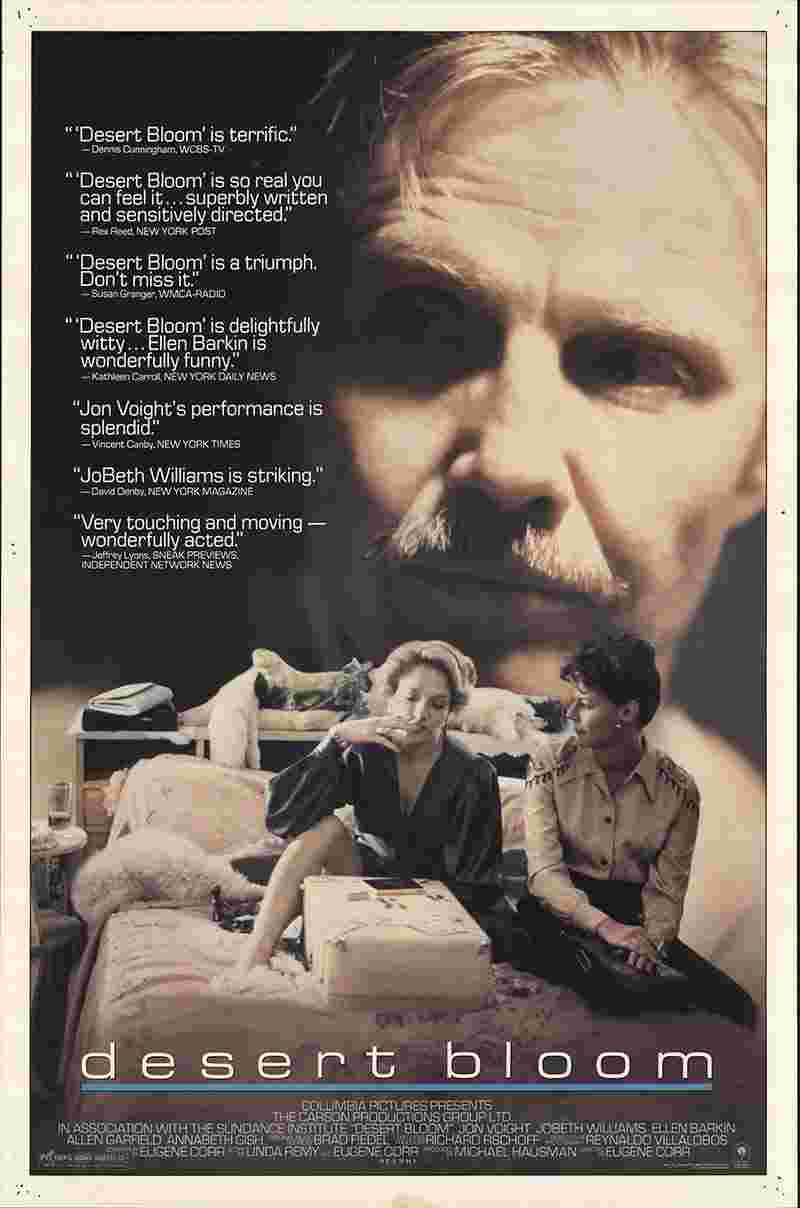 “‘Desert Bloom’ is terrific.”
— Dennis Cunningham, WCBS-TV
“‘Desert Bloom’ is so real you
can feel it...superbly written
and sensitively directed.”
— Rex Reed, NEW YORK POST
“‘Desert Bloom’ is a triumph.
Don’t miss it.”
— Susan Granger, WMCA-RADIO
“‘Desert Bloom’ is delightfully
witty...Ellen Barkin is
wonderfully funny.”
— Kathleen Carroll, NEW YORK DAILY NEWS
“Jon Voight’s performance is
splendid.”
— Vincent Canby, NEW YORK TIMES
“JoBeth Williams is striking.”
— David Denby, NEW YORK MAGAZINE
“Very touching and moving —
wonderfully acted.”
— Jeffrey Lyons, SNEAK PREVIEWS,
INDEPENDENT NETWORK NEWS
desert bloom
COLUMBIA PICTURES PRESENTS
THE CARSON PRODUCTIONS GROUP LTD.
IN ASSOCIATION WITH THE SUNDANCE INSTITUTE “DESERT BLOOM” JON VOIGHT JOBETH WILLIAMS ELLEN BARKIN
ALLEN GARFIELD ANNABETH GISH BRAD FIEDEL RICHARD REYNALDO VILLALOBOS
EUGENE CORR LINDA REMY EUGENE CORR MICHAEL HAUSMAN EUGENE CORR